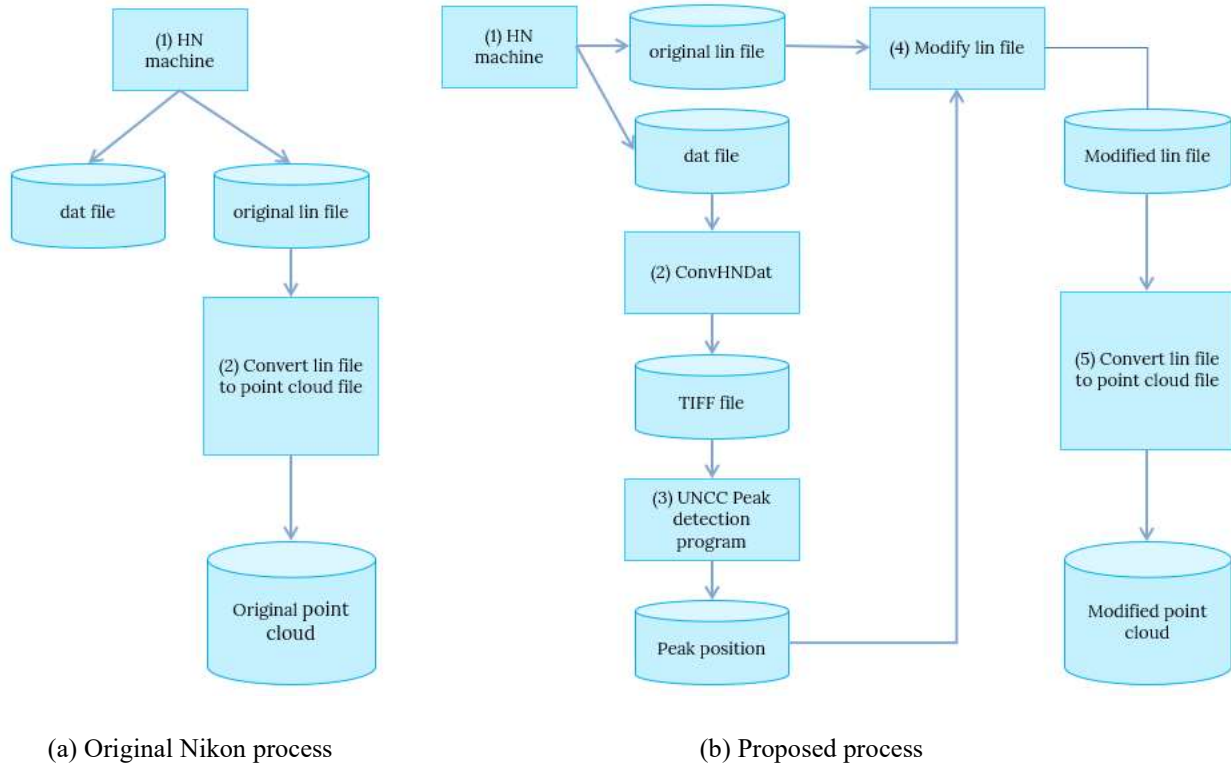 (1) HN
machine
dat file
original lin file
(2) Convert lin file
to point cloud file
Original point
cloud
(a) Original Nikon process
(1) HN
machine
original lin file
(4) Modify lin file
dat file
Modified lin file
(2) ConvHNDat
TIFF file
(5) Convert lin file
to point cloud file
(3) UNCC Peak
detection
program
Peak position
Modified point
cloud
(b) Proposed process